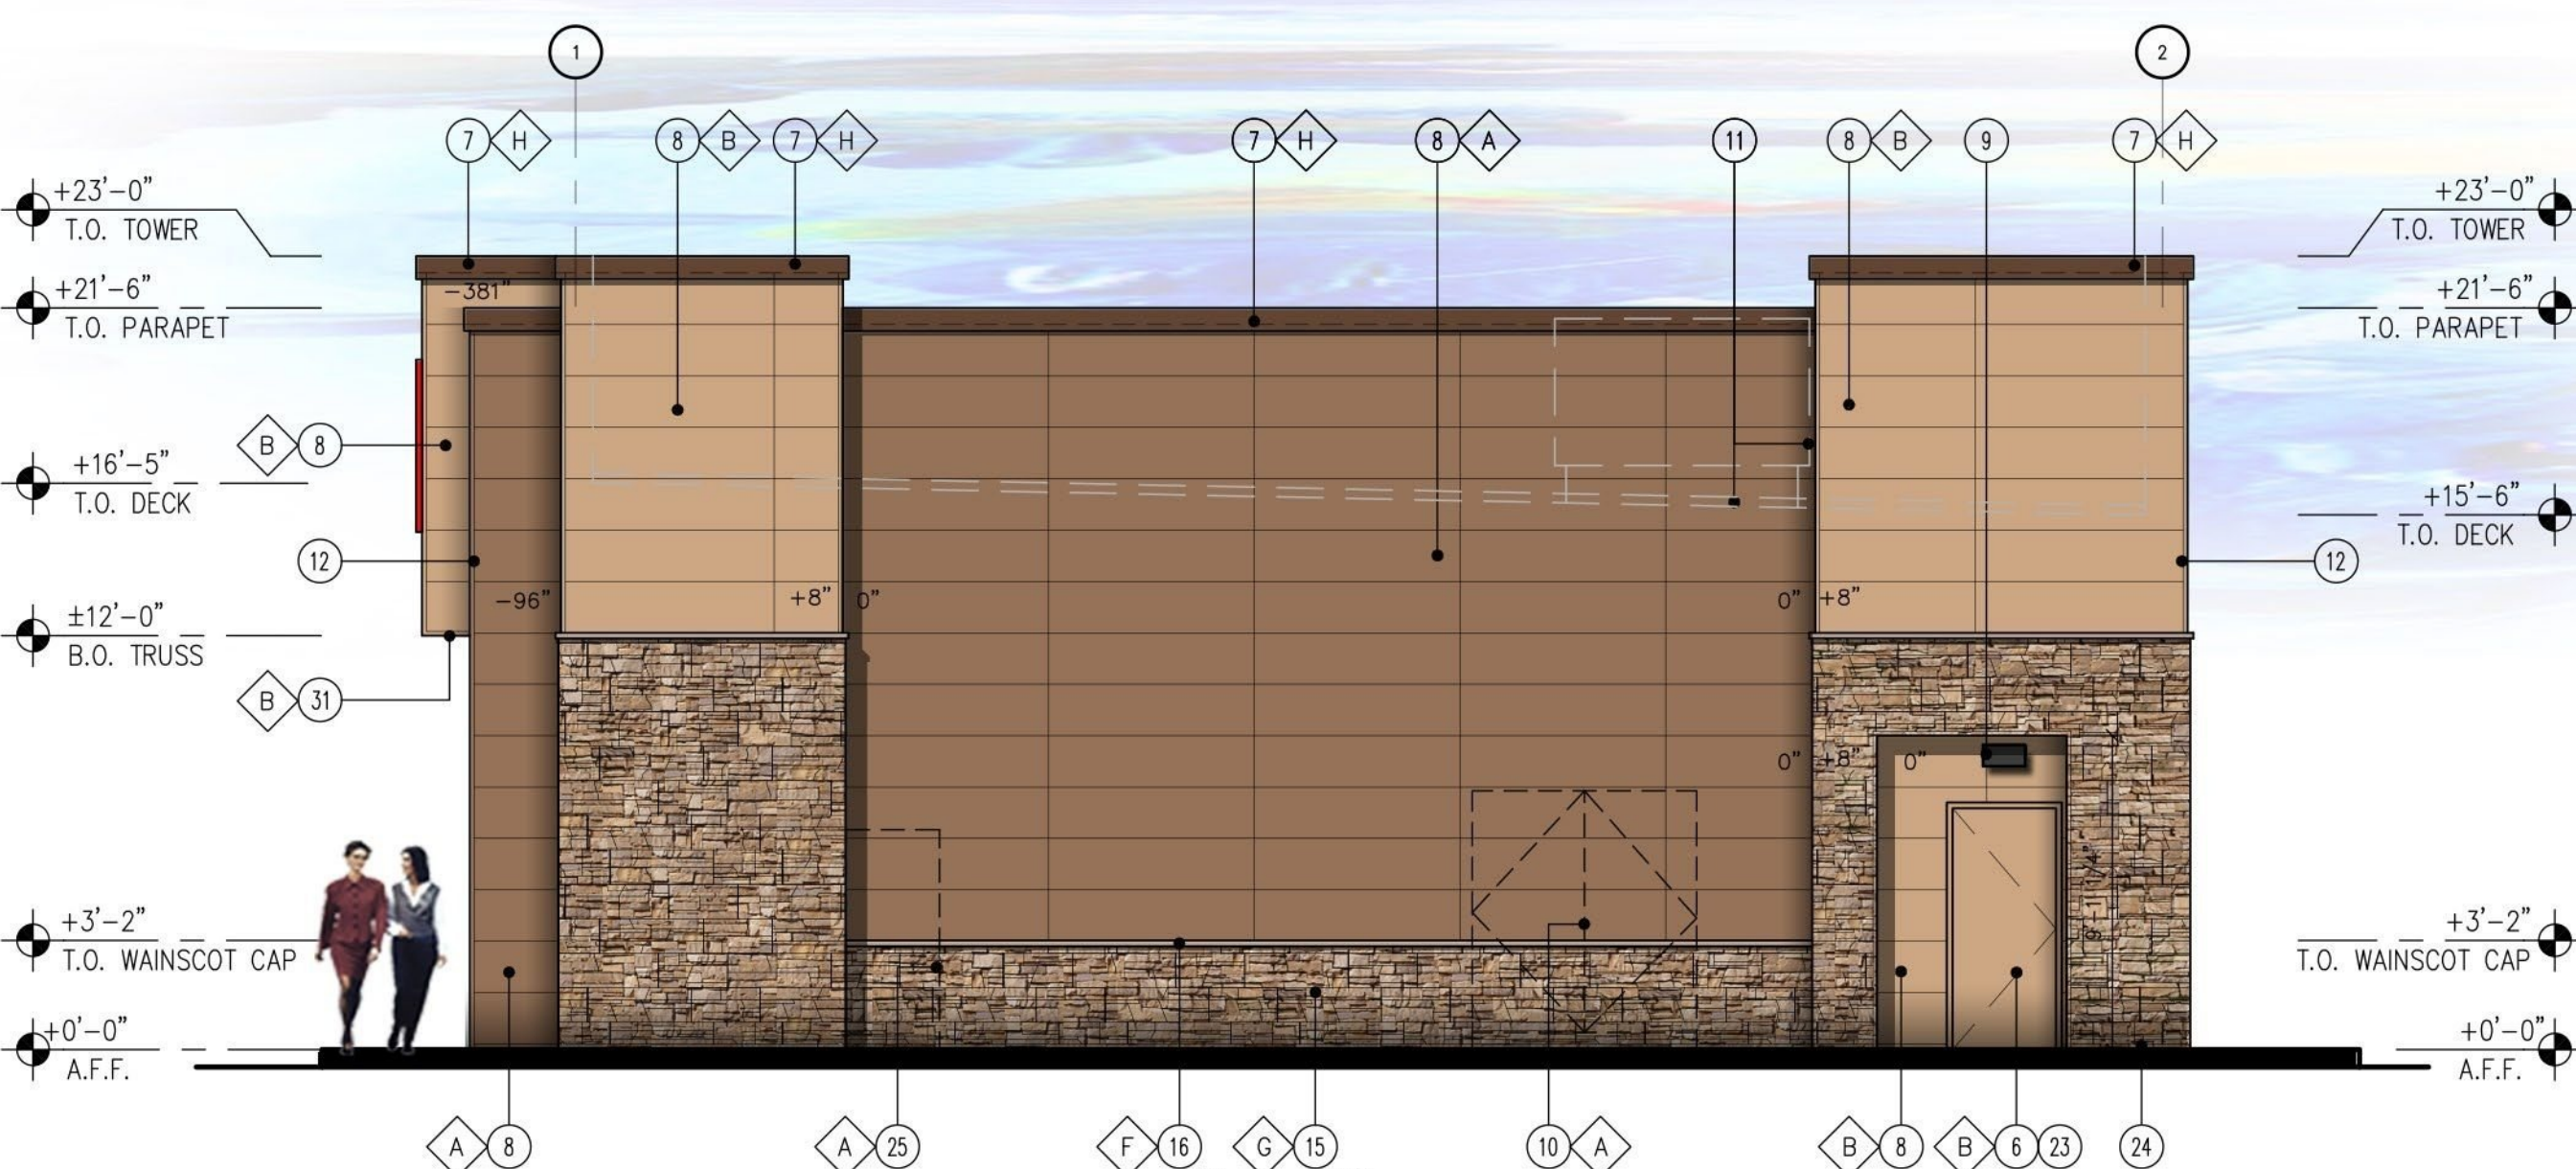 1
2
7 H
8 B
7 H
7 H
8 A
11
8 B
9
7 H
+23'-0"
T.O. TOWER
+23'-0"
T.O. TOWER
+21'-6"
T.O. PARAPET
-381"
+21'-6"
T.O. PARAPET
B 8
+16'-5"
T.O. DECK
+15'-6"
T.O. DECK
12
12
-96"
+8"
0"
0"
+8"
±12'-0"
B.O. TRUSS
B 31
0"
+8"
0"
+3'-2"
T.O. WAINSCOT CAP
+3'-2"
T.O. WAINSCOT CAP
+0'-0"
A.F.F.
+0'-0"
A.F.F.
A 8
A 25
F 16
G 15
10 A
B 8
B 6 23
24